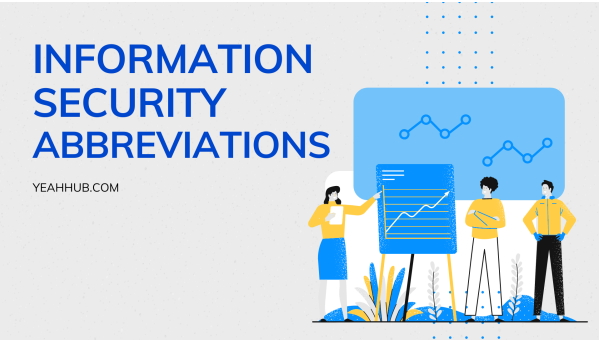 INFORMATION
SECURITY
ABBREVIATIONS
YEAHHUB.COM